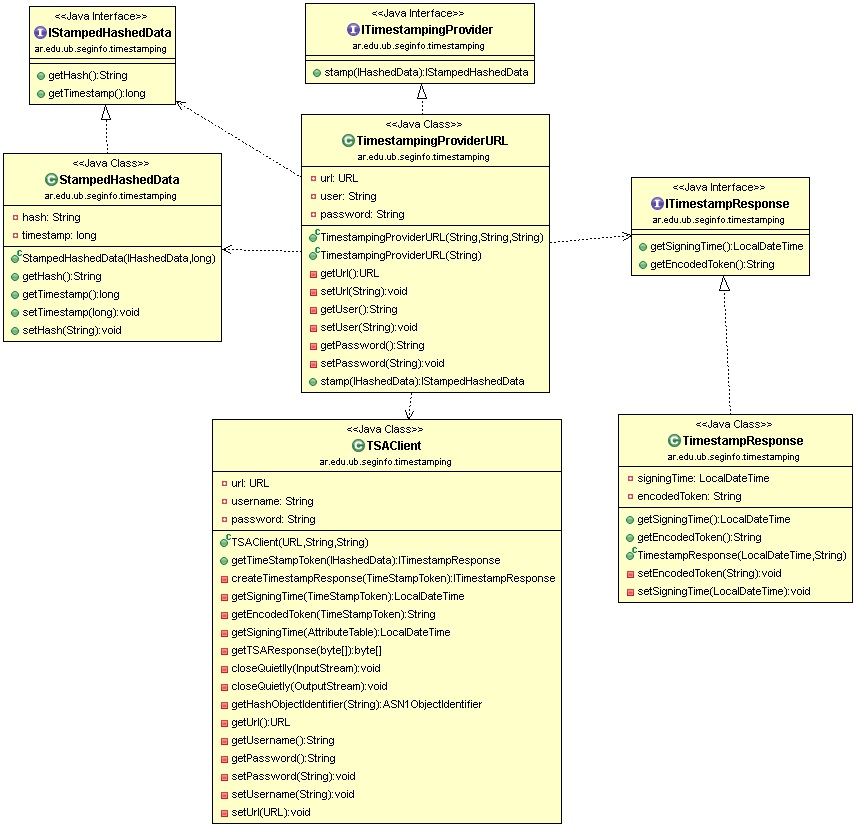 <<Java Interface>>
IStampedHashedData
ar.edu.ub.seginfo.timestamping
getHash():String
getTimestamp():long
<<Java Interface>>
ITimestampingProvider
ar.edu.ub.seginfo.timestamping
stamp(IHashedData):IStampedHashedData
<<Java Class>>
StampedHashedData
ar.edu.ub.seginfo.timestamping
hash: String
timestamp: long
StampedHashedData(IHashedData,long)
getHash():String
getTimestamp():long
setTimestamp(long):void
setHash(String):void
<<Java Class>>
TimestampingProviderURL
ar.edu.ub.seginfo.timestamping
url: URL
user: String
password: String
TimestampingProviderURL(String,String,String)
TimestampingProviderURL(String)
getUrl():URL
setUrl(String):void
getUser():String
setUser(String):void
getPassword():String
setPassword(String):void
stamp(IHashedData):IStampedHashedData
<<Java Interface>>
ITimestampResponse
ar.edu.ub.seginfo.timestamping
getSigningTime():LocalDateTime
getEncodedToken():String
<<Java Class>>
TSAClient
ar.edu.ub.seginfo.timestamping
url: URL
username: String
password: String
TSAClient(URL,String,String)
getTimeStampToken(IHashedData):ITimestampResponse
createTimestampResponse(TimeStampToken):ITimestampResponse
getSigningTime(TimeStampToken):LocalDateTime
getEncodedToken(TimeStampToken):String
getSigningTime(AttributeTable):LocalDateTime
getTSAResponse(byte[]):byte[]
closeQuietlly(InputStream):void
closeQuietly(OutputStream):void
getHashObjectIdentifier(String):ASN1ObjectIdentifier
getUrl():URL
getUsername():String
getPassword():String
setPassword(String):void
setUsername(String):void
setUrl(URL):void
<<Java Class>>
TimestampResponse
ar.edu.ub.seginfo.timestamping
signingTime: LocalDateTime
encodedToken: String
getSigningTime():LocalDateTime
getEncodedToken():String
TimestampResponse(LocalDateTime,String)
setEncodedToken(String):void
setSigningTime(LocalDateTime):void